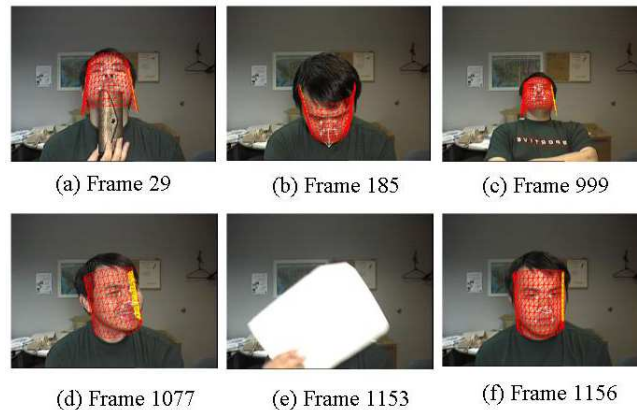 (a) Frame 29
(b) Frame 185
(c) Frame 999
(d) Frame 1077
(e) Frame 1153
(f) Frame 1156